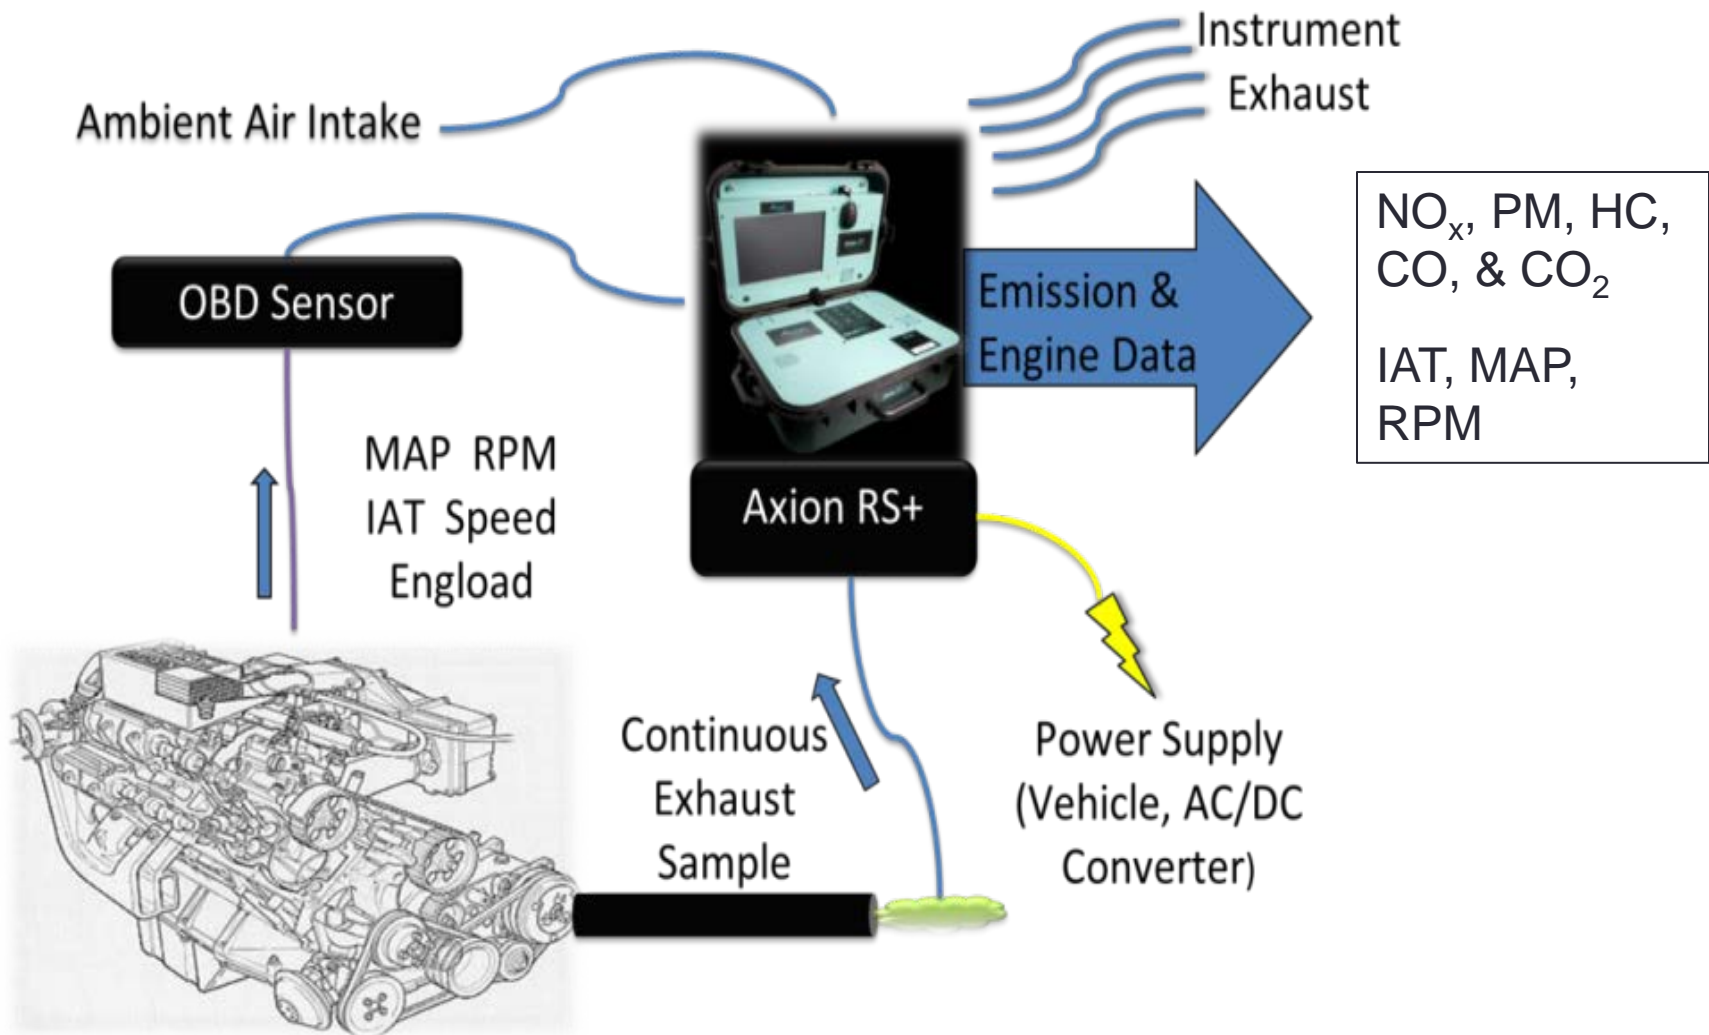 Instrument
Exhaust
Ambient Air Intake
OBD Sensor
Emission &
Engine Data
NOₓ, PM, HC,
CO, & CO₂
IAT, MAP,
RPM
MAP RPM
IAT Speed
Engload
Axion RS+
Continuous
Exhaust
Sample
Power Supply
(Vehicle, AC/DC
Converter)